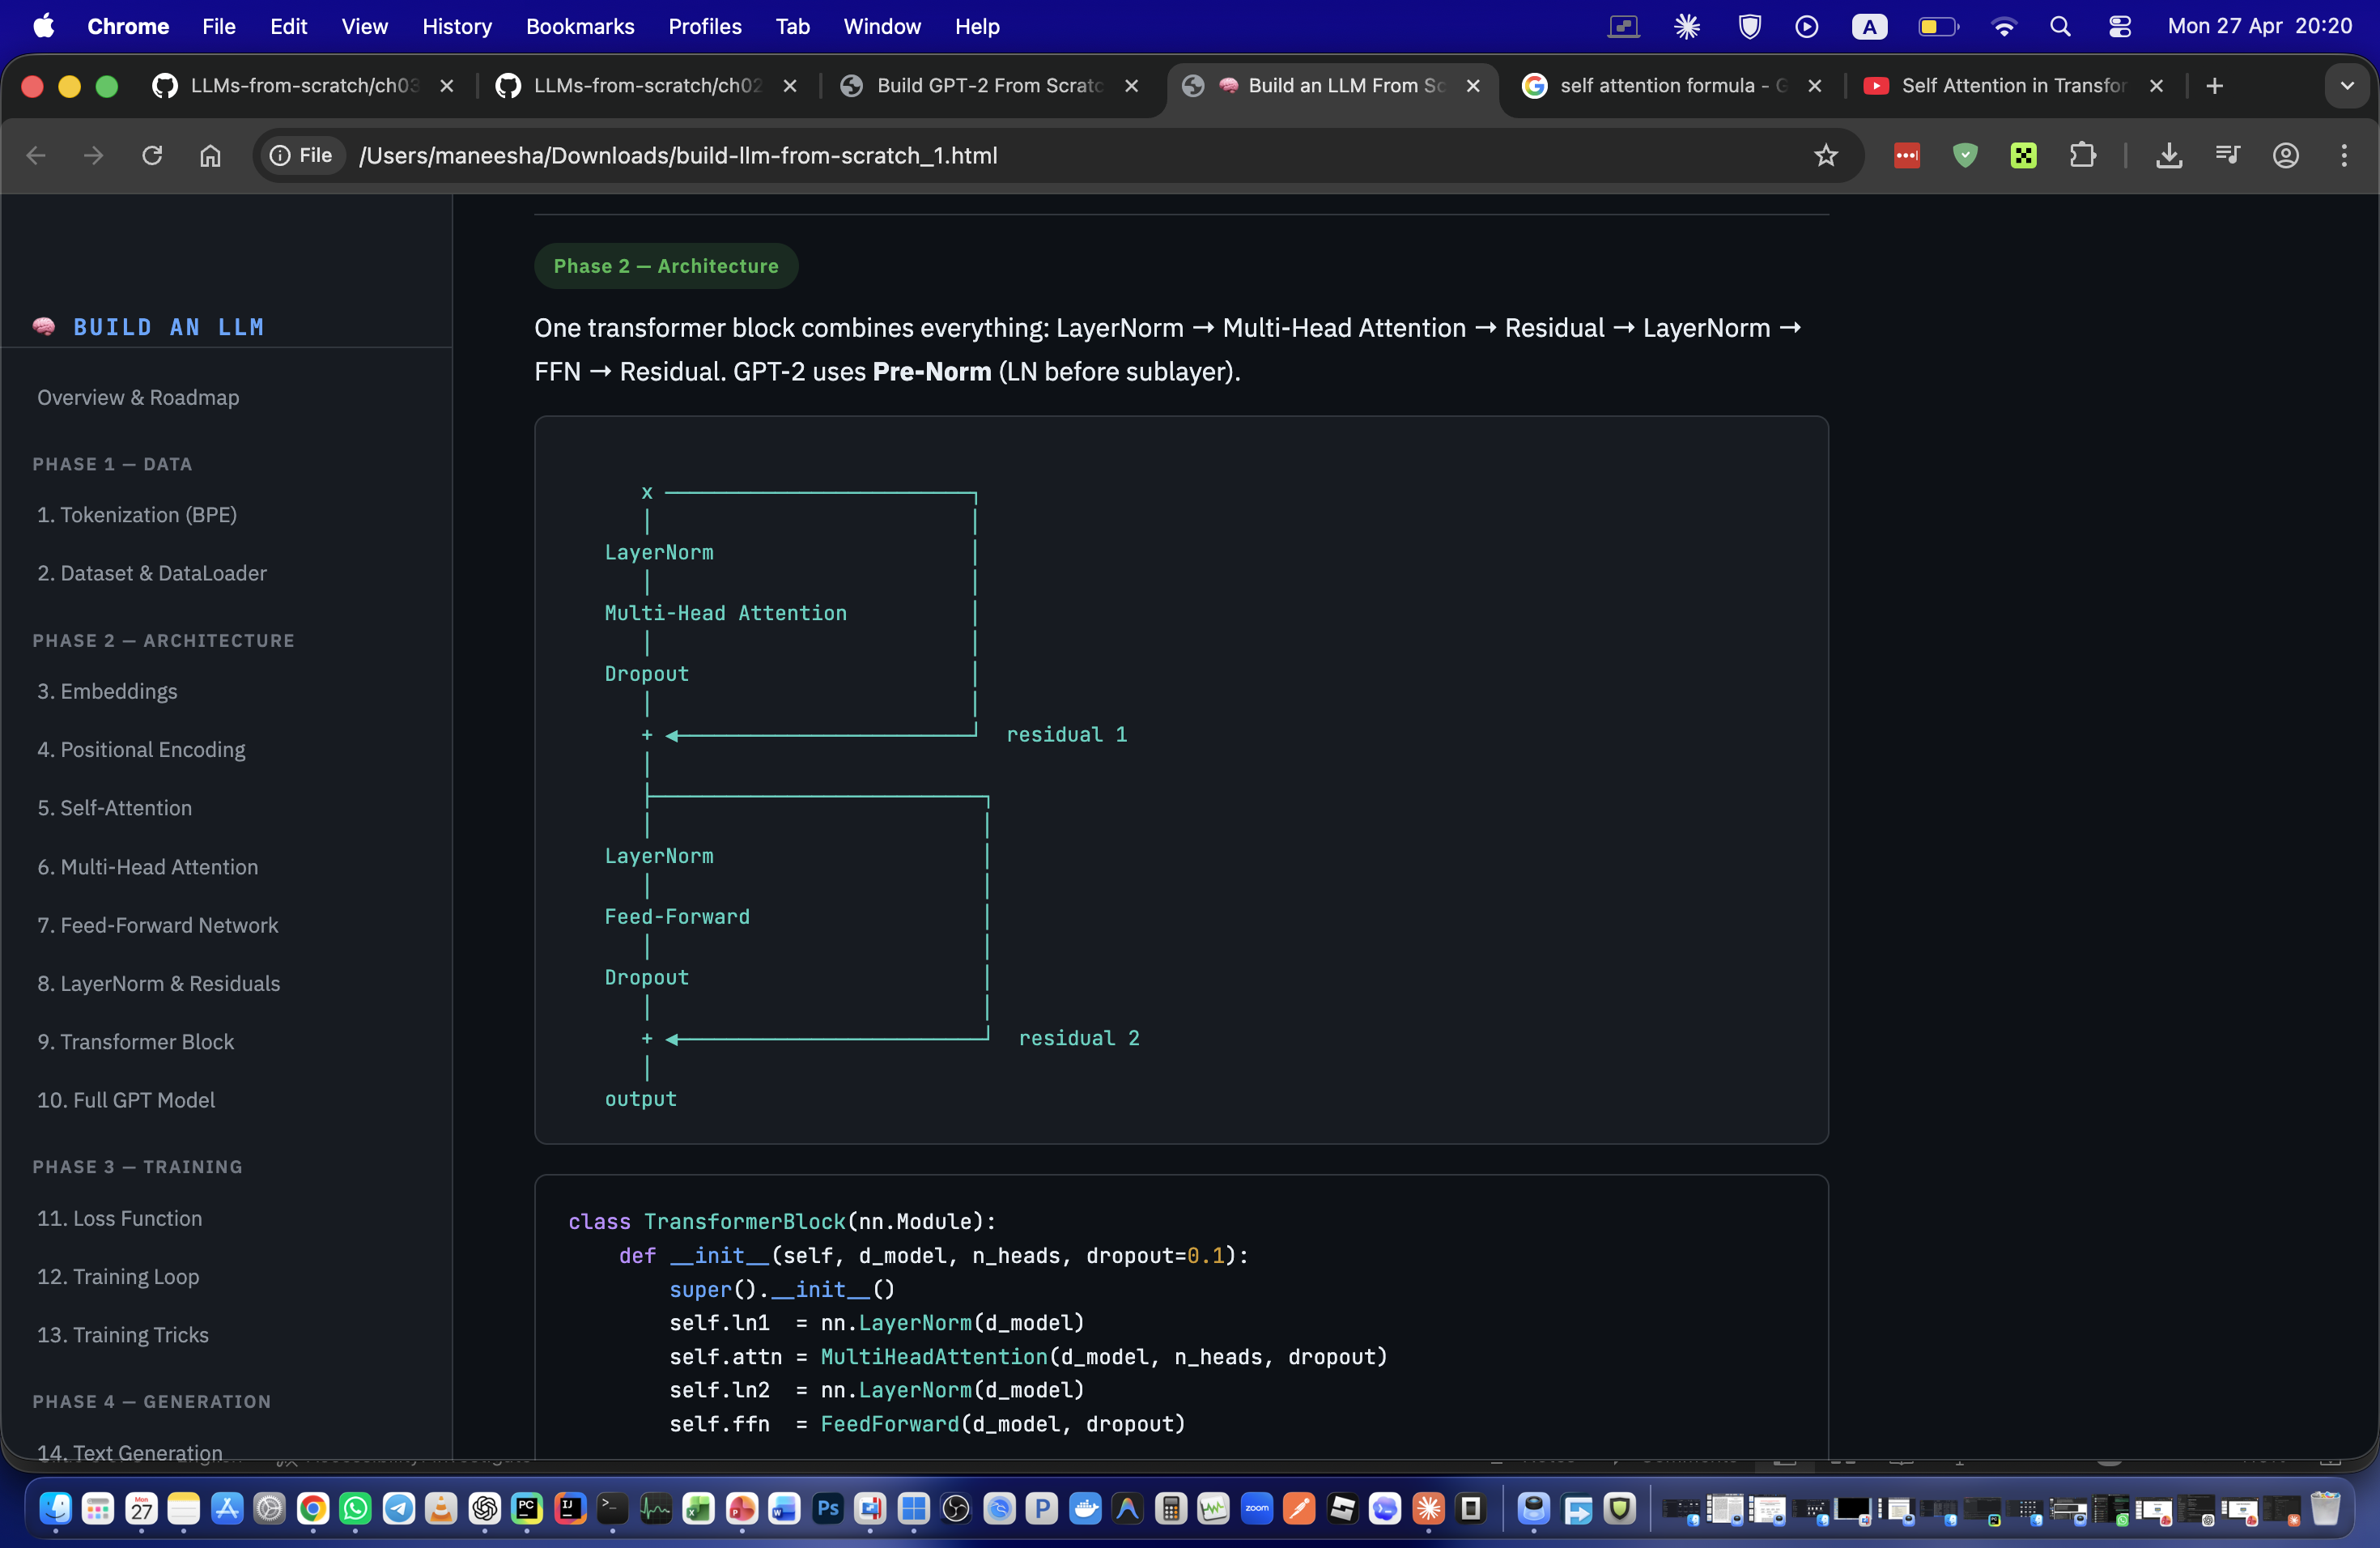 Chrome File Edit View History Bookmarks Profiles Tab Window Help A Mon 27 Apr 20:20
LLMs-from-scratch/ch03 LLMs-from-scratch/ch02 Build GPT-2 From Scratc Build an LLM From Sc self attention formula - G Self Attention in Transfor
File /Users/maneesha/Downloads/build-llm-from-scratch_1.html
BUILD AN LLM
Overview & Roadmap
PHASE 1 — DATA
1. Tokenization (BPE)
2. Dataset & DataLoader
PHASE 2 — ARCHITECTURE
3. Embeddings
4. Positional Encoding
5. Self-Attention
6. Multi-Head Attention
7. Feed-Forward Network
8. LayerNorm & Residuals
9. Transformer Block
10. Full GPT Model
PHASE 3 — TRAINING
11. Loss Function
12. Training Loop
13. Training Tricks
PHASE 4 — GENERATION
14. Text Generation
Phase 2 — Architecture
One transformer block combines everything: LayerNorm → Multi-Head Attention → Residual → LayerNorm →
FFN → Residual. GPT-2 uses Pre-Norm (LN before sublayer).
x
LayerNorm
Multi-Head Attention
Dropout
+ residual 1
LayerNorm
Feed-Forward
Dropout
+ residual 2
output
class TransformerBlock(nn.Module):
def __init__(self, d_model, n_heads, dropout=0.1):
super().__init__()
self.ln1 = nn.LayerNorm(d_model)
self.attn = MultiHeadAttention(d_model, n_heads, dropout)
self.ln2 = nn.LayerNorm(d_model)
self.ffn = FeedForward(d_model, dropout)
Mon
27
PC
IJ
Ps
P
zoom